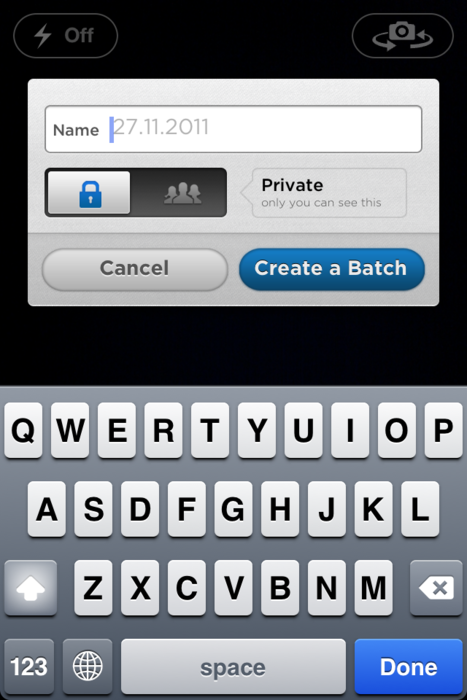 Off
Name 27.11.2011
Private
only you can see this
Cancel Create a Batch
Q W E R T Y U I O P
A S D F G H J K L
Z X C V B N M
123 space Done